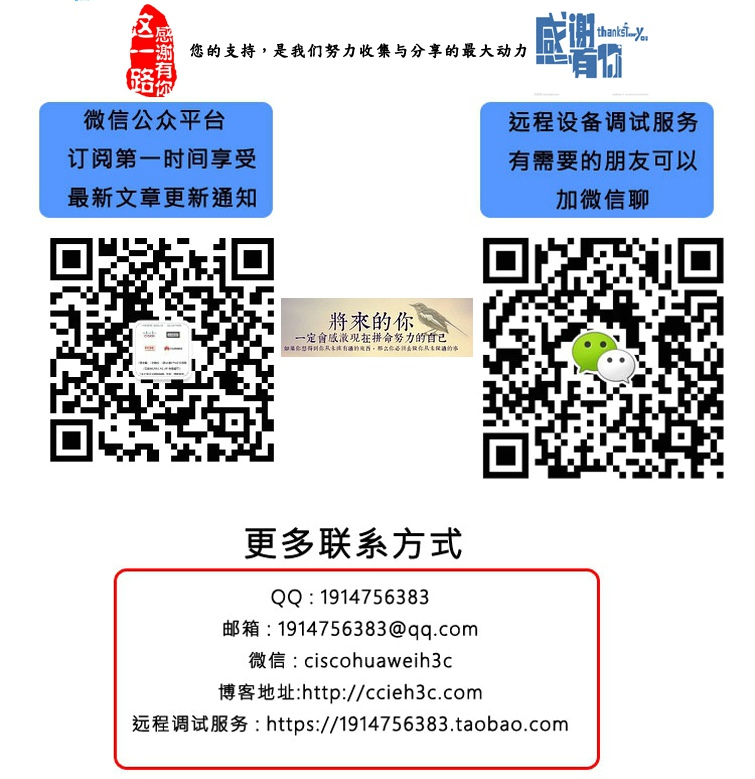 这一路
感谢有你
您的支持，是我们努力收集与分享的最大动力
感谢有你
微信公众平台
订阅第一时间享受
最新文章更新通知
远程设备调试服务
有需要的朋友可以
加微信聊
將來的你
一定會感激現在拼命努力的自己
更多联系方式
QQ : 1914756383
邮箱 : 1914756383@qq.com
微信 : ciscohuaweih3c
博客地址:http://ccieh3c.com
远程调试服务 : https://1914756383.taobao.com